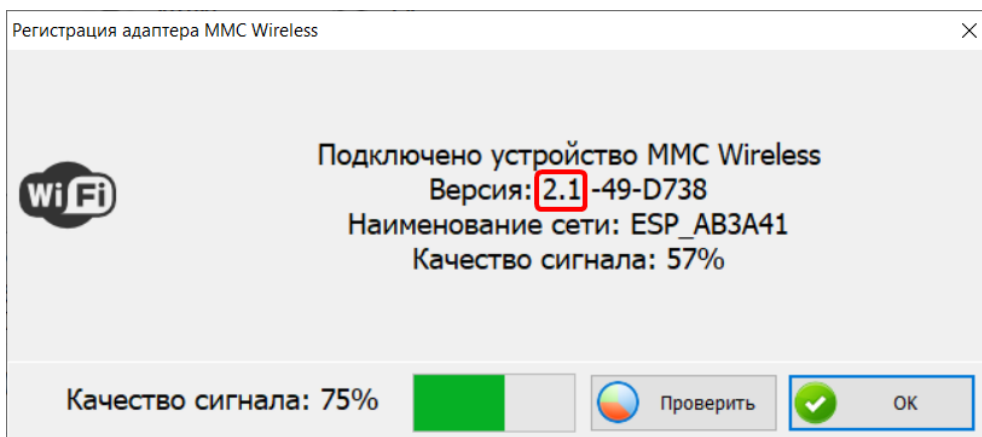 Регистрация адаптера MMC Wireless
Подключено устройство MMC Wireless
Версия: 2.1 -49-D738
Wi Fi
Наименование сети: ESP_AB3A41
Качество сигнала: 57%
Качество сигнала: 75%
Проверить
ОК